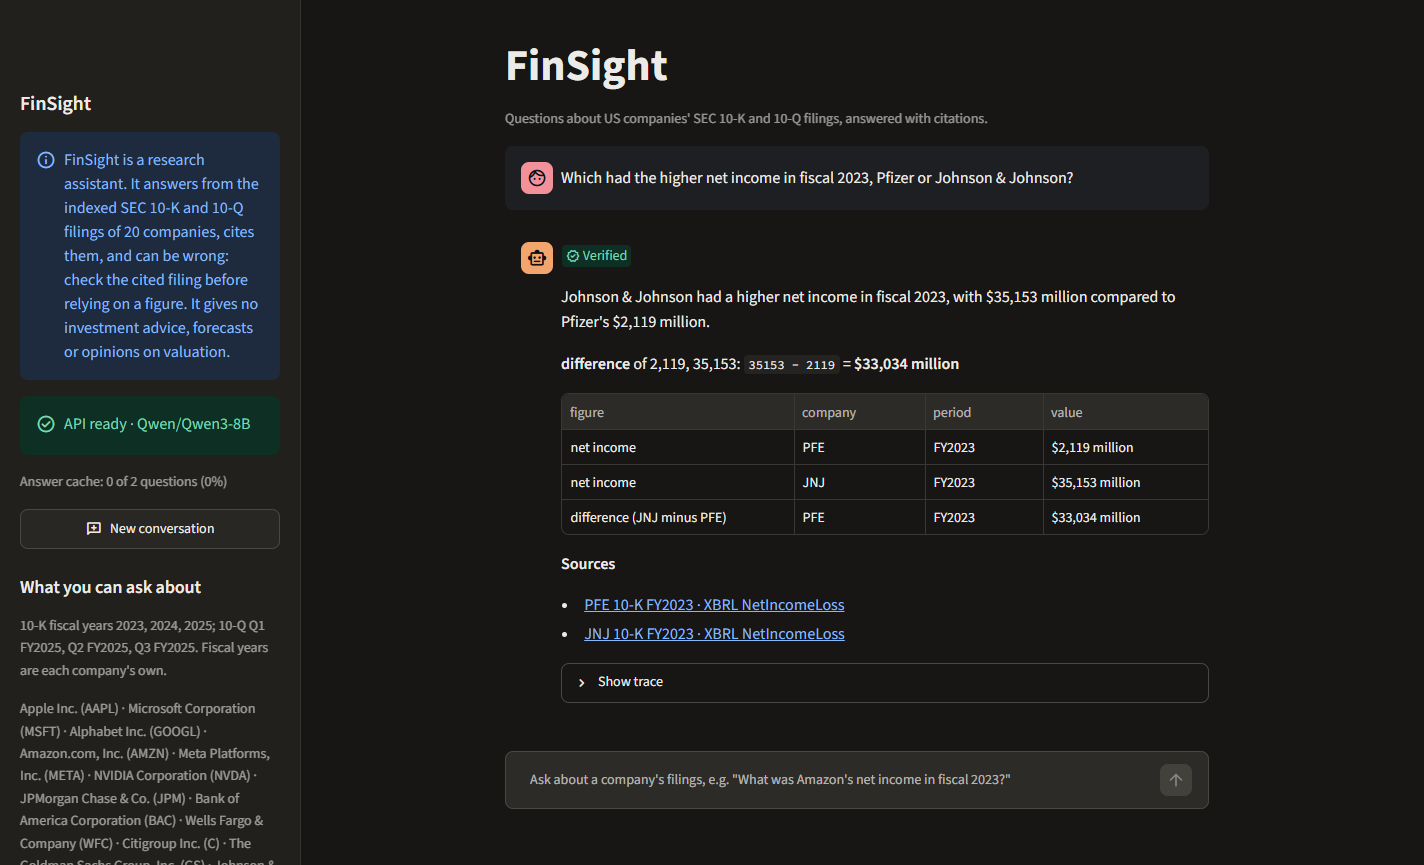 FinSight
FinSight is a research
assistant. It answers from the
indexed SEC 10-K and 10-Q
filings of 20 companies, cites
them, and can be wrong:
check the cited filing before
relying on a figure. It gives no
investment advice, forecasts
or opinions on valuation.
API ready · Qwen/Qwen3-8B
Answer cache: 0 of 2 questions (0%)
New conversation
What you can ask about
10-K fiscal years 2023, 2024, 2025; 10-Q Q1
FY2025, Q2 FY2025, Q3 FY2025. Fiscal years
are each company's own.
Apple Inc. (AAPL) · Microsoft Corporation
(MSFT) · Alphabet Inc. (GOOGL) ·
Amazon.com, Inc. (AMZN) · Meta Platforms,
Inc. (META) · NVIDIA Corporation (NVDA) ·
JPMorgan Chase & Co. (JPM) · Bank of
America Corporation (BAC) · Wells Fargo &
Company (WFC) · Citigroup Inc. (C) · The
Goldman Sachs Group, Inc. (GS) · Johnson &
FinSight
Questions about US companies' SEC 10-K and 10-Q filings, answered with citations.
Which had the higher net income in fiscal 2023, Pfizer or Johnson & Johnson?
Verified
Johnson & Johnson had a higher net income in fiscal 2023, with $35,153 million compared to
Pfizer's $2,119 million.
difference of 2,119, 35,153: 35153 - 2119 = $33,034 million
figure company period value
net income PFE FY2023 $2,119 million
net income JNJ FY2023 $35,153 million
difference (JNJ minus PFE) PFE FY2023 $33,034 million
Sources
• PFE 10-K FY2023 · XBRL NetIncomeLoss
• JNJ 10-K FY2023 · XBRL NetIncomeLoss
Show trace
Ask about a company's filings, e.g. "What was Amazon's net income in fiscal 2023?"